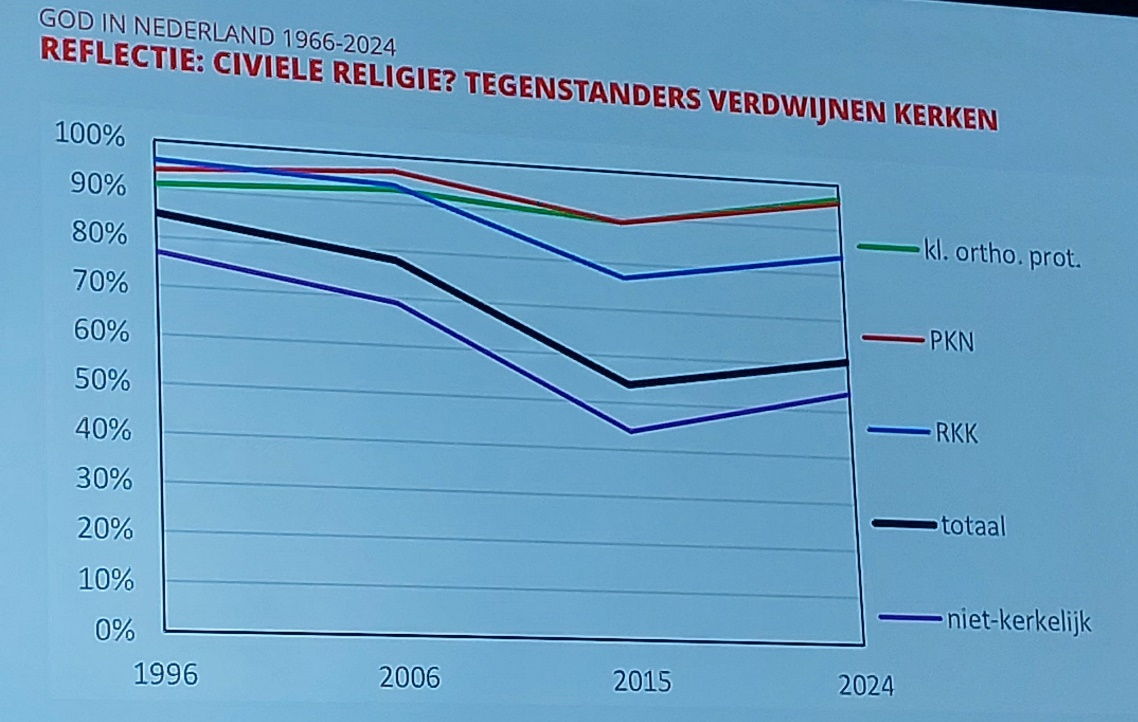 GOD IN NEDERLAND 1966-2024
REFLECTIE: CIVIELE RELIGIE? TEGENSTANDERS VERDWIJNEN KERKEN
100%
90%
80%
70%
60%
50%
40%
30%
20%
10%
0%
1996
2006
2015
2024
kl. ortho. prot.
PKN
RKK
totaal
niet-kerkelijk